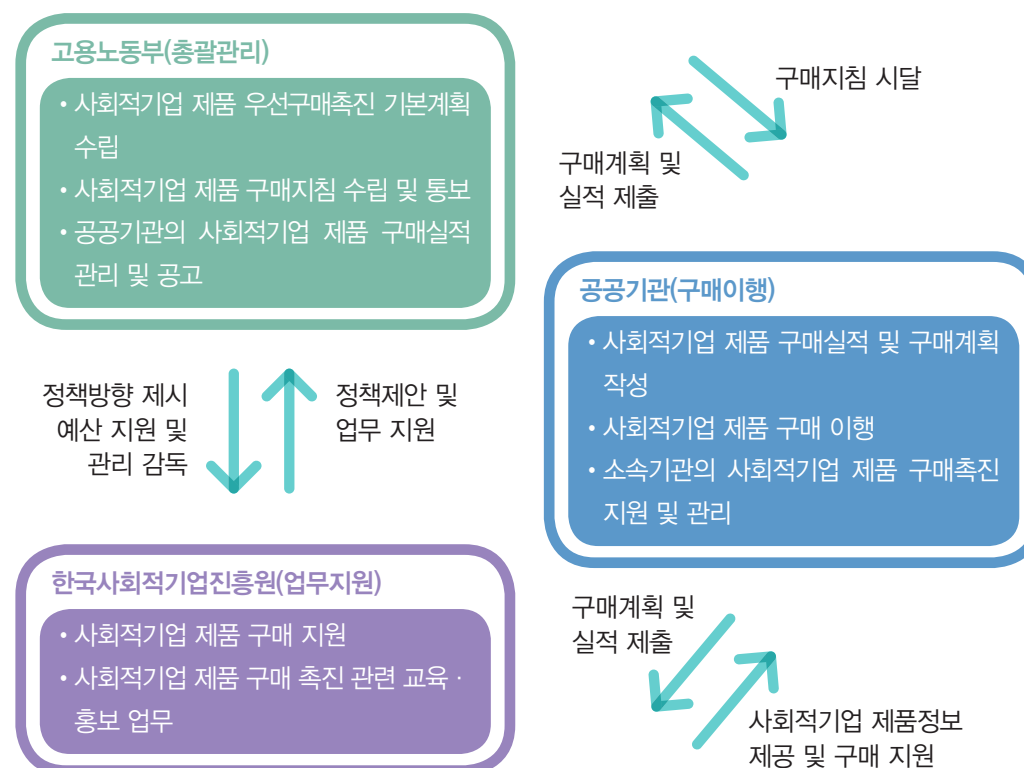 고용노동부(총괄관리)
• 사회적기업 제품 우선구매촉진 기본계획
수립
• 사회적기업 제품 구매지침 수립 및 통보
• 공공기관의 사회적기업 제품 구매실적
관리 및 공고
구매지침 시달
구매계획 및
실적 제출
공공기관(구매이행)
• 사회적기업 제품 구매실적 및 구매계획
작성
• 사회적기업 제품 구매 이행
• 소속기관의 사회적기업 제품 구매촉진
지원 및 관리
정책방향 제시
예산 지원 및
관리 감독
정책제안 및
업무 지원
한국사회적기업진흥원(업무지원)
• 사회적기업 제품 구매 지원
• 사회적기업 제품 구매 촉진 관련 교육 ·
홍보 업무
구매계획 및
실적 제출
사회적기업 제품정보
제공 및 구매 지원